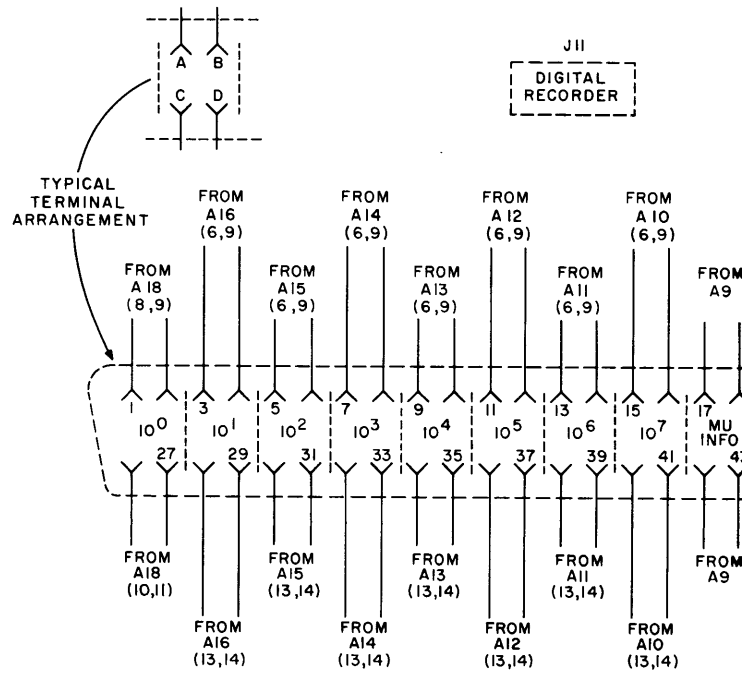 A B
C D
J11
DIGITAL
RECORDER
TYPICAL
TERMINAL
ARRANGEMENT
FROM
A16
(6,9)
FROM
A14
(6,9)
FROM
A12
(6,9)
FROM
A10
(6,9)
FROM
A18
(8,9)
FROM
A15
(6,9)
FROM
A13
(6,9)
FROM
A11
(6,9)
FROM
A9
1 3 5 7 9 11 13 15 17
10⁰ 10¹ 10² 10³ 10⁴ 10⁵ 10⁶ 10⁷ MU
INFO
27 29 31 33 35 37 39 41
FROM
A18
(10,11)
FROM
A15
(13,14)
FROM
A13
(13,14)
FROM
A11
(13,14)
FROM
A9
FROM
A16
(13,14)
FROM
A14
(13,14)
FROM
A12
(13,14)
FROM
A10
(13,14)